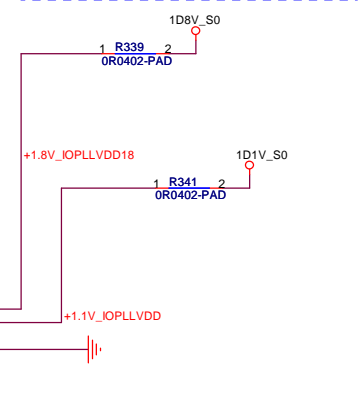 1D8V_S0
1 R339 2
0R0402-PAD
+1.8V_IOPLLVDD18
1D1V_S0
1 R341 2
0R0402-PAD
+1.1V_IOPLLVDD